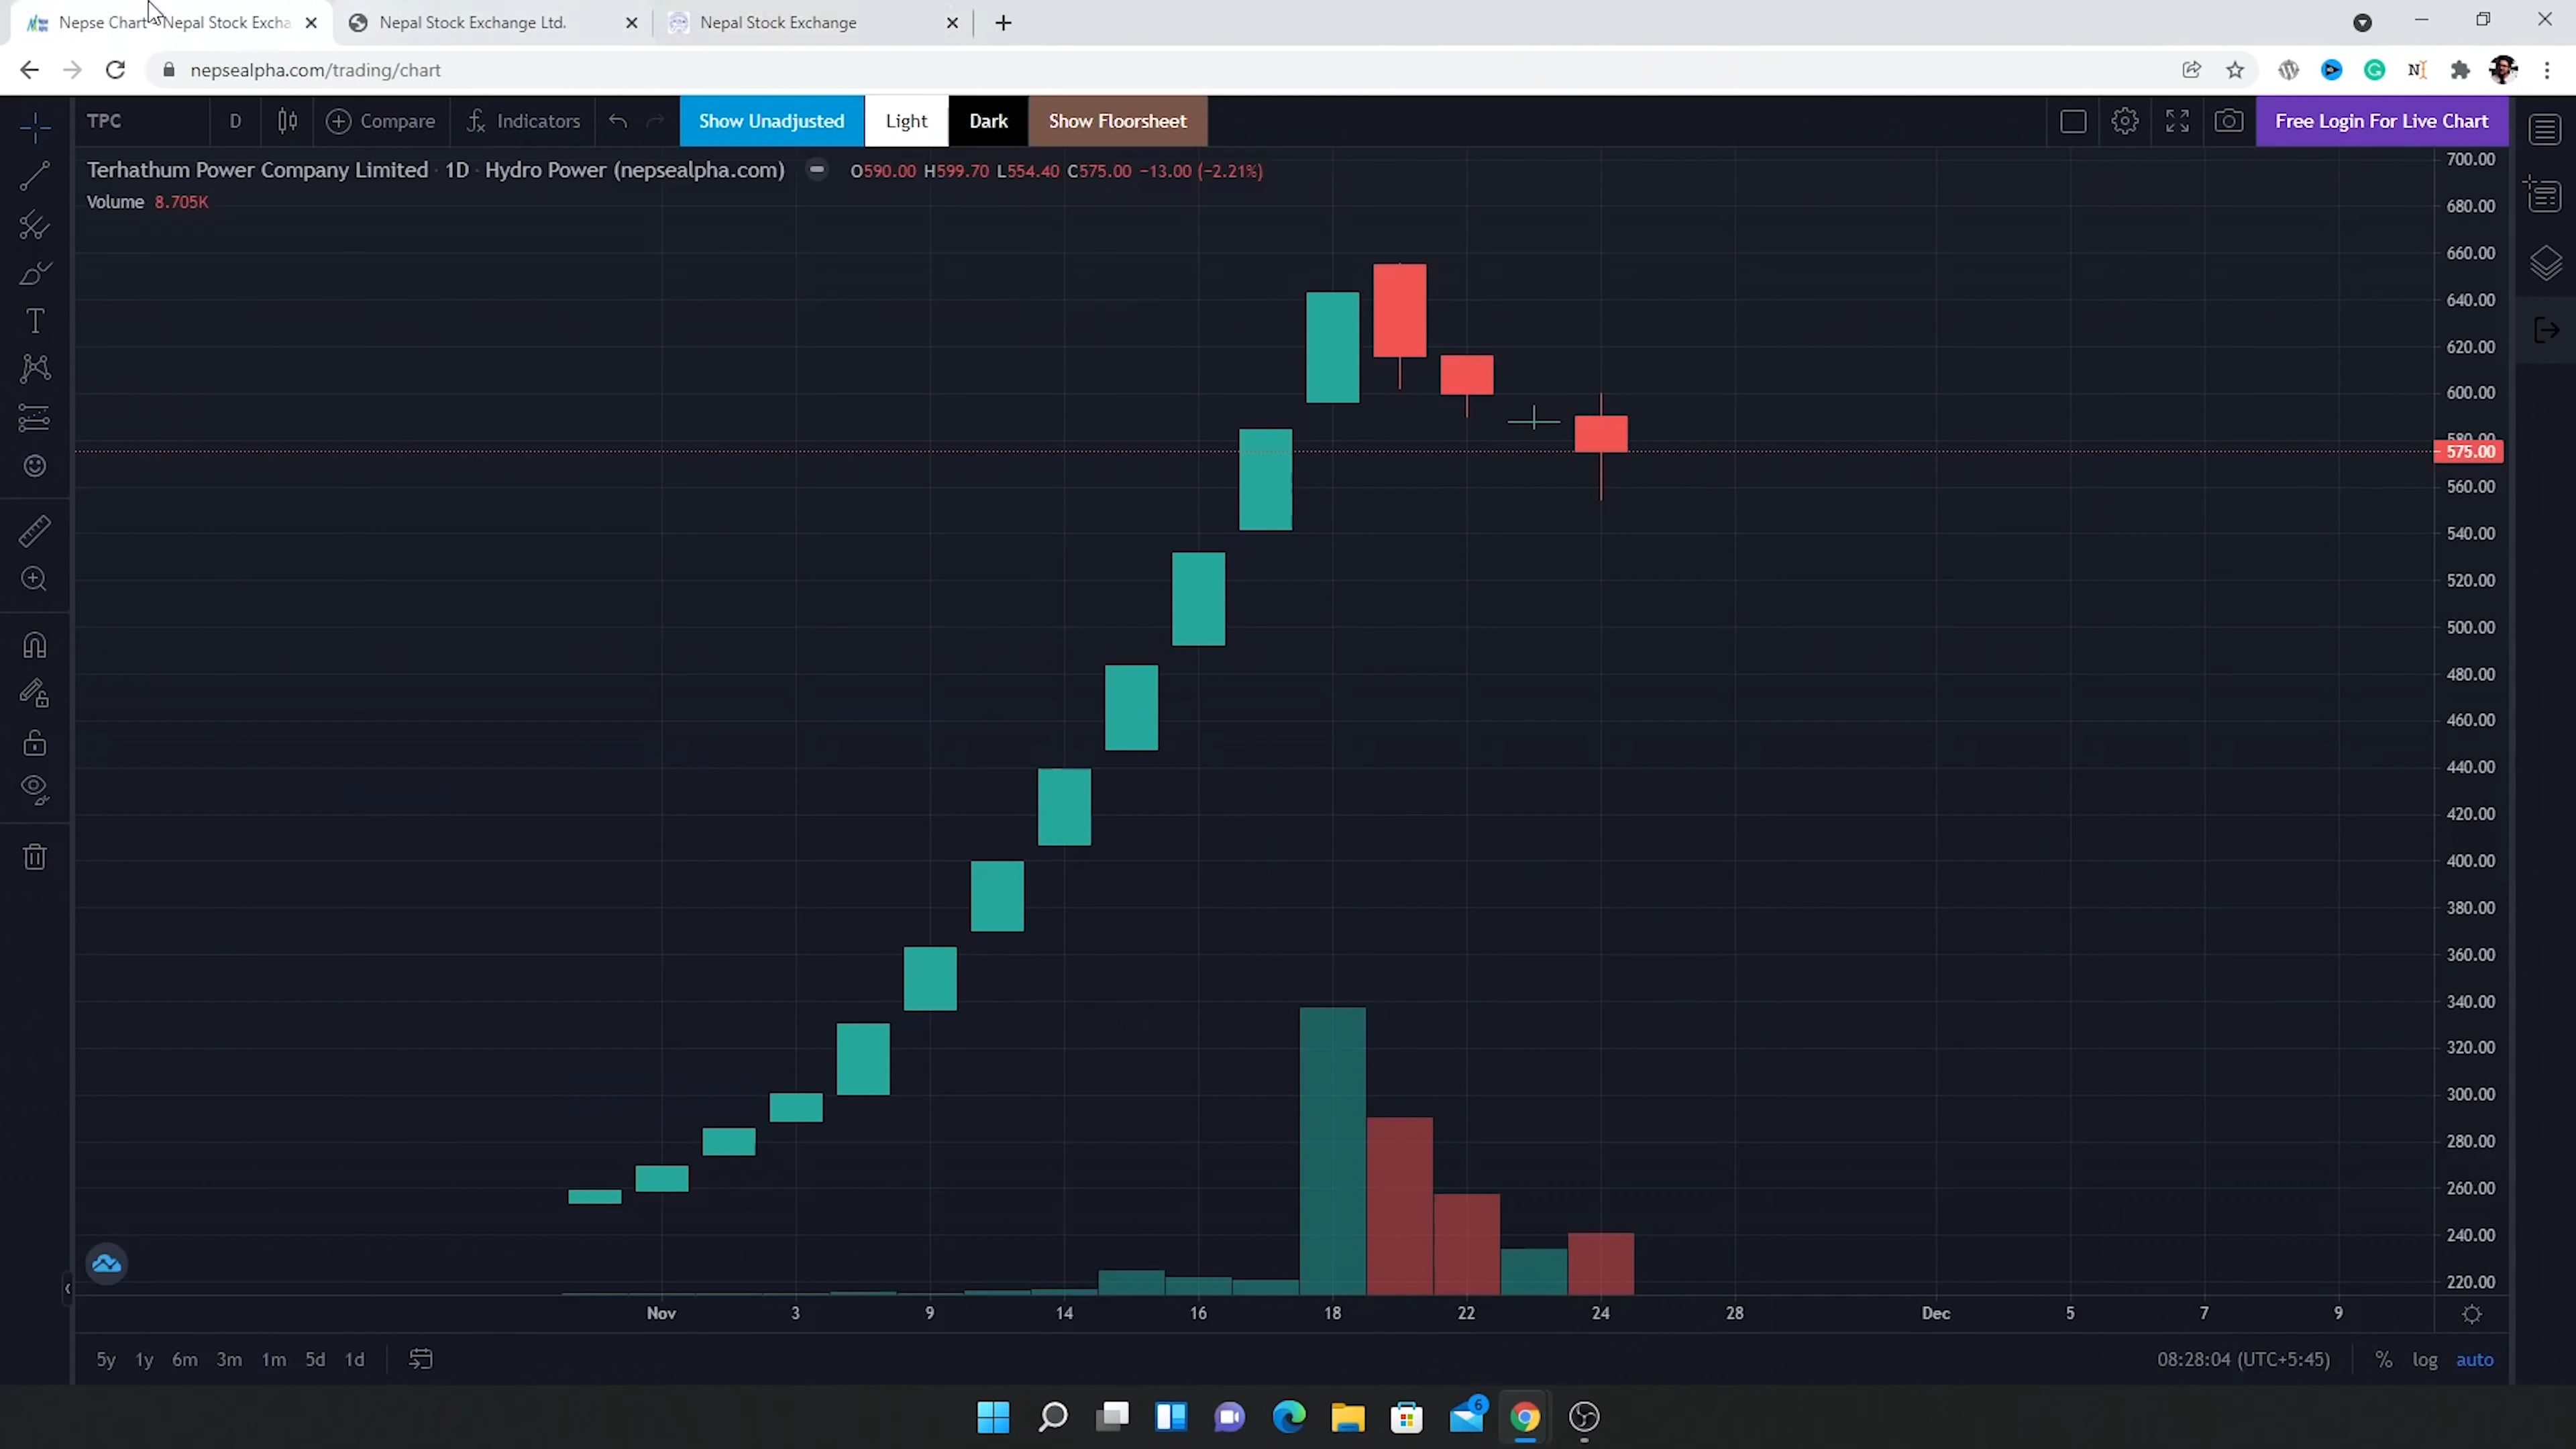 Nepse Chart - Nepal Stock Excha
Nepal Stock Exchange Ltd.
Nepal Stock Exchange
nepsealpha.com/trading/chart
TPC
D
Compare
Indicators
Show Unadjusted
Light
Dark
Show Floorsheet
Free Login For Live Chart
Terhathum Power Company Limited · 1D · Hydro Power (nepsealpha.com)
O590.00 H599.70 L554.40 C575.00 −13.00 (−2.21%)
Volume 8.705K
700.00
680.00
660.00
640.00
620.00
600.00
580.00
575.00
560.00
540.00
520.00
500.00
480.00
460.00
440.00
420.00
400.00
380.00
360.00
340.00
320.00
300.00
280.00
260.00
240.00
220.00
Nov 3 9 14 16 18 22 24 28 Dec 5 7 9
5y 1y 6m 3m 1m 5d 1d
08:28:04 (UTC+5:45)
% log auto
6